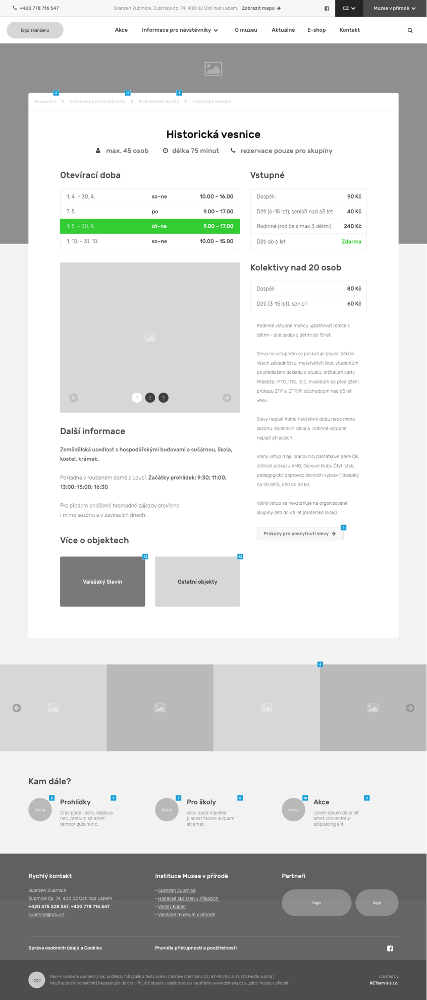 +420 778 716 547
Skanzen Zubrnice, Zubrnice čp. 74, 400 02 Ústí nad Labem. Zobrazit mapu
CZ
Muzea v přírodě
logo skanzenu
Akce
Informace pro návštěvníky
O muzeu
Aktuálně
E-shop
Kontakt
2
11
1
Muzeum 1
Informace pro návštěvníky
Prohlídkové okruhy
Historická vesnice
Historická vesnice
max. 45 osob
délka 75 minut
rezervace pouze pro skupiny
Otevírací doba
1. 4. – 30. 4. so–ne 10.00 – 16.00
7. 5. po 9.00 – 17.00
1. 5. – 30. 9. út–ne 9.00 – 17.00
1. 10. – 31. 10. so–ne 10.00 – 15.00
Vstupné
Dospělí: 90 Kč
Děti (6-15 let), senioři nad 65 let 40 Kč
Rodinné (rodiče s max 3 dětmi) 240 Kč
Děti do 6 let Zdarma
Kolektivy nad 20 osob
Dospělí: 80 Kč
Děti (3-15 let), senioři 60 Kč
Rodinné vstupné mohou uplatňovat rodiče s
dětmi - dvě osoby s dětmi do 15 let.
Sleva na vstupném se poskytuje pouze: žákům
všech základních a mateřských škol, studentům
po předložení dokladu o studiu, držitelům karty
Mládeže, IYTC, ITIC, ISIC, invalidům po předložení
průkazu ZTP a ZTP/P, důchodcům nad 65 let
věku.
Slevy neplatí mimo návštěvní dobu nebo mimo
sezónu. Kolektivní sleva a rodinné vstupné
neplatí při akcích.
Volný vstup mají: pracovníci památkové péče ČR,
držitelé průkazu AMG, členové klubu Čtyřlístek,
pedagogický doprovod školních výprav (1dospělý
na 20 dětí), děti do 6ti let.
Volný vstup se nevztahuje na organizované
skupiny dětí do 6ti let (mateřské školy).
3
Průkazy pro poskytnutí slevy
1
2
3
Další informace
Zemědělská usedlost s hospodářskými budovami a sušárnou, škola,
kostel, krámek.
Pokladna v roubeném domě z Loubí. Začátky prohlídek: 9:30; 11:00;
13:00; 15:00; 16:30.
Pro předem ohlášené hromadné zájezdy otevřeno
i mimo sezónu a v zavíracích dnech.
Více o objektech
13
12
Valašský Slavín
Ostatní objekty
4
Kam dále?
8
5
ikona
Prohlídky
Cras pede libero, dapibus
nec, pretium sit amet,
tempor quis nunc.
7
6
ikona
Pro školy
Arcu quod maxime
placeat facere aliquam
sit amet.
10
9
ikona
Akce
Lorem ipsum dolor sit
amet consectetur
adipisicing elit.
Rychlý kontakt
Skanzen Zubrnice
Zubrnice čp. 74, 400 02 Ústí nad Labem
+420 475 228 267, +420 778 716 547
zubrnice@npu.cz
Instituce Muzea v přírodě
• Skanzen Zubrnice
• Hanácké skanzen v Příkazích
• Veselý Kopec
• Valašské muzeum v přírodě
Partneři
logo
logo
Správa osobních údajů a Cookies
Pravidla přístupnosti a použitelnosti
logo
Není-li výslovně uvedeno jinak, podléhají fotografie a texty licenci Creative Commons (CC BY-NC-ND 3.0 CZ) (Uveďte autora |
Neužívejte dílo komerčně | Nezasahujte do díla). Při užití obsahu uvádějte odkaz na stránky www.domena.cz a „zdroj: Muzea v přírodě"
Created by
NETservis s.r.o.